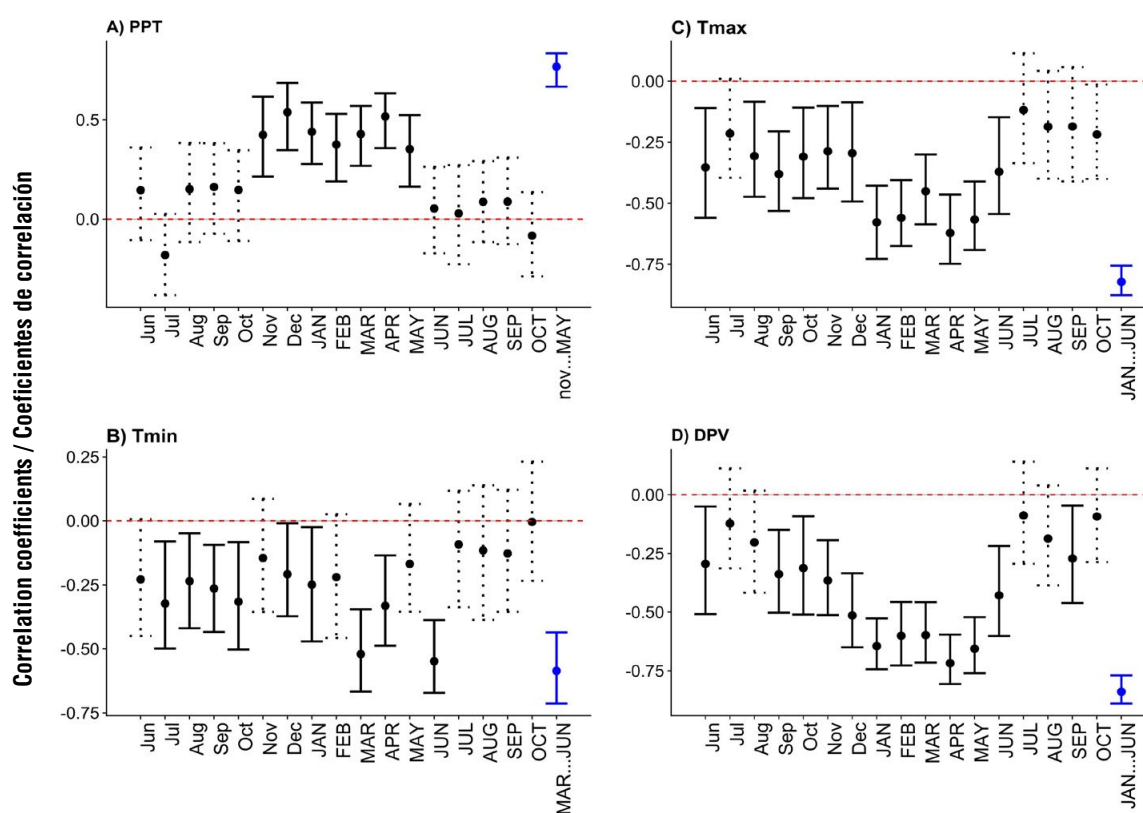 Correlation coefficients / Coeficientes de correlación
A) PPT
0.5
0.0
Jun
Jul
Aug
Sep
Oct
Nov
Dec
JAN
FEB
MAR
APR
MAY
JUN
JUL
AUG
SEP
OCT
nov...MAY
C) Tmax
0.00
-0.25
-0.50
-0.75
Jun
Jul
Aug
Sep
Oct
Nov
Dec
JAN
FEB
MAR
APR
MAY
JUN
JUL
AUG
SEP
OCT
JAN...JUN
B) Tmin
0.25
0.00
-0.25
-0.50
-0.75
Jun
Jul
Aug
Sep
Oct
Nov
Dec
JAN
FEB
MAR
APR
MAY
JUN
JUL
AUG
SEP
OCT
MAR...JUN
D) DPV
0.00
-0.25
-0.50
-0.75
Jun
Jul
Aug
Sep
Oct
Nov
Dec
JAN
FEB
MAR
APR
MAY
JUN
JUL
AUG
SEP
OCT
JAN...JUN